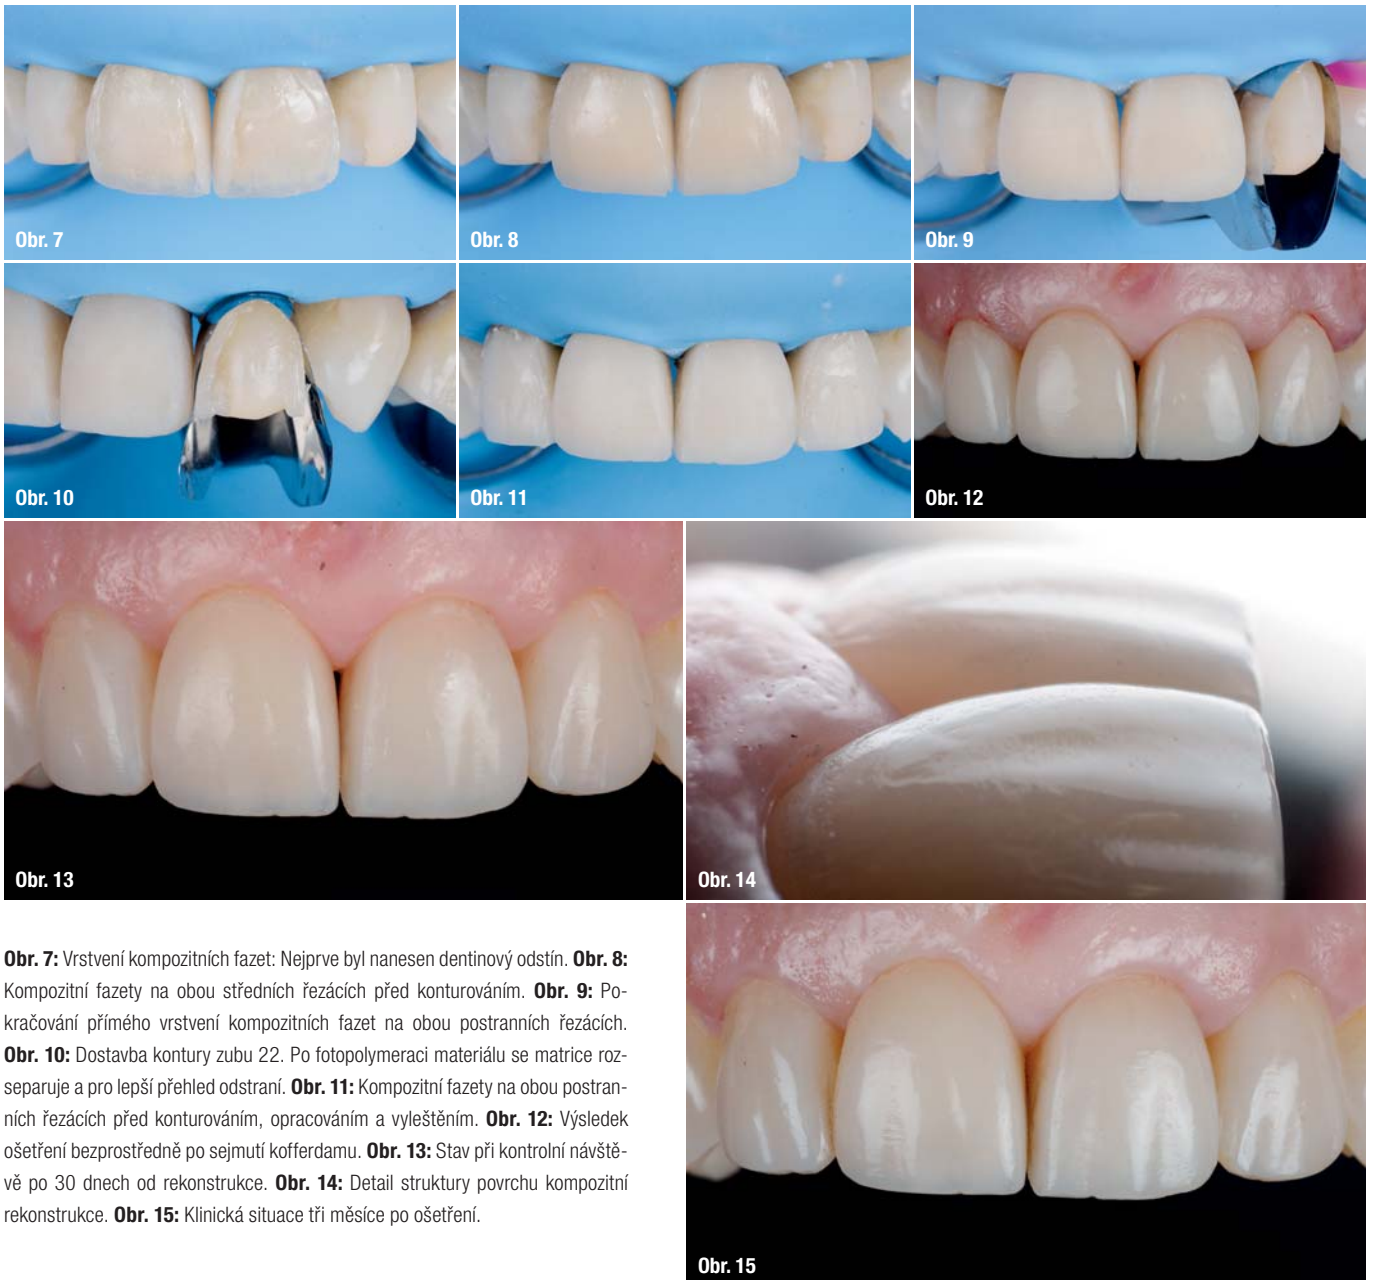 Obr. 7
Obr. 8
Obr. 9
Obr. 10
Obr. 11
Obr. 12
Obr. 13
Obr. 14
Obr. 7: Vrstvení kompozitních fazet: Nejprve byl nanesen dentinový odstín. Obr. 8:
Kompozitní fazety na obou středních řezácích před konturováním. Obr. 9: Po-
kračování přímého vrstvení kompozitních fazet na obou postranních řezácích.
Obr. 10: Dostavba kontury zubu 22. Po fotopolymeraci materiálu se matrice roz-
separuje a pro lepší přehled odstraní. Obr. 11: Kompozitní fazety na obou postran-
ních řezácích před konturováním, opracováním a vyleštěním. Obr. 12: Výsledek
ošetření bezprostředně po sejmutí kofferdamu. Obr. 13: Stav při kontrolní návště-
vě po 30 dnech od rekonstrukce. Obr. 14: Detail struktury povrchu kompozitní
rekonstrukce. Obr. 15: Klinická situace tři měsíce po ošetření.
Obr. 15